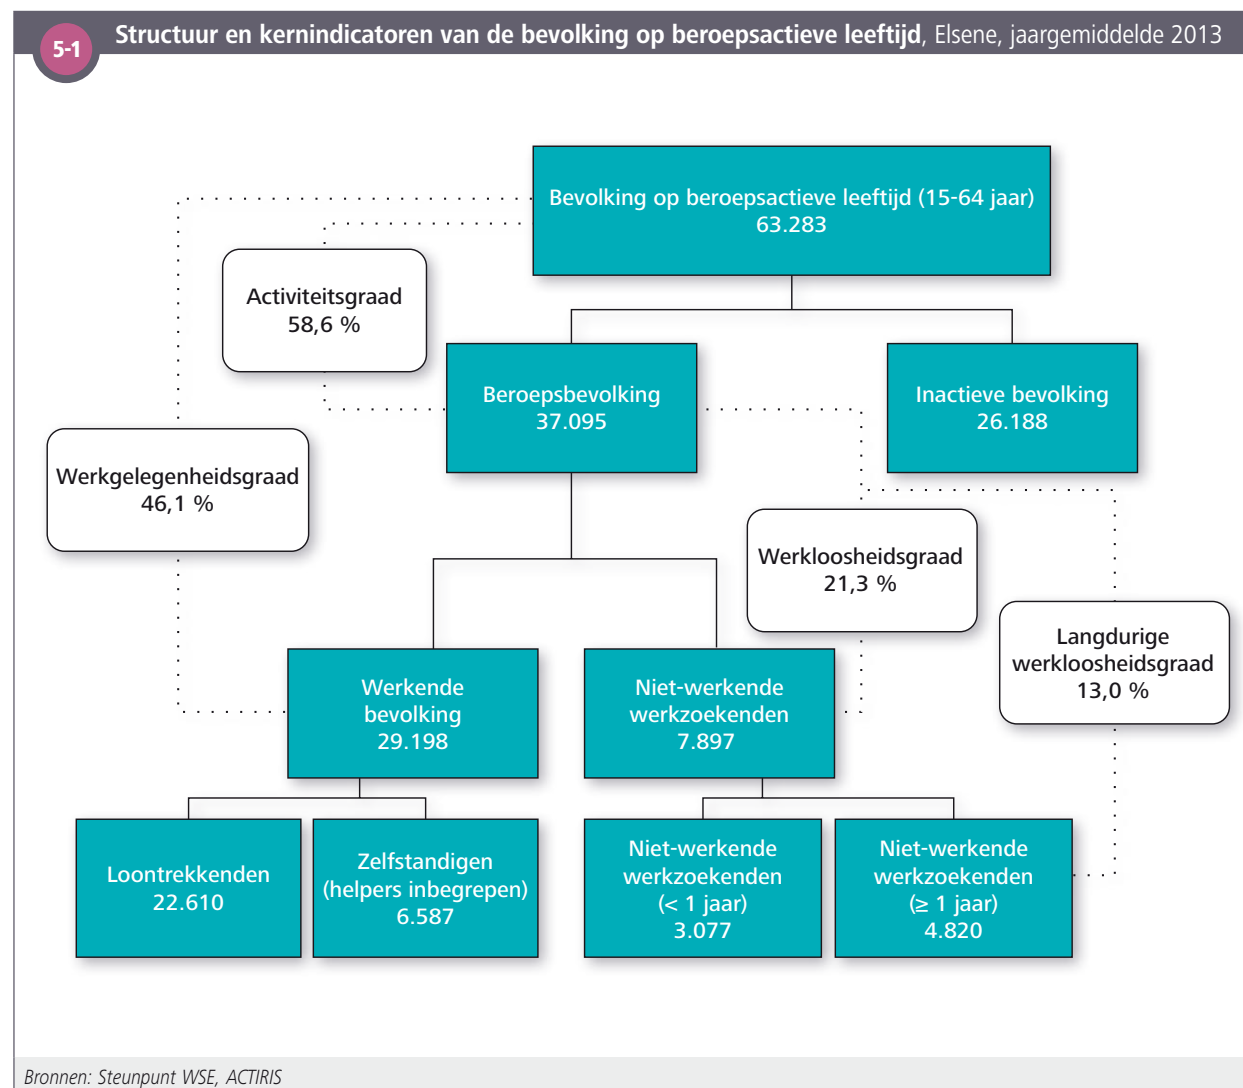 5-1
Structuur en kernindicatoren van de bevolking op beroepsactieve leeftijd, Elsene, jaargemiddelde 2013
Bevolking op beroepsactieve leeftijd (15-64 jaar)
63.283
Activiteitsgraad
58,6 %
Beroepsbevolking
37.095
Inactieve bevolking
26.188
Werkgelegenheidsgraad
46,1 %
Werkloosheidsgraad
21,3 %
Langdurige
werkloosheidsgraad
13,0 %
Werkende
bevolking
29.198
Niet-werkende
werkzoekenden
7.897
Loontrekkenden
22.610
Zelfstandigen
(helpers inbegrepen)
6.587
Niet-werkende
werkzoekenden
(< 1 jaar)
3.077
Niet-werkende
werkzoekenden
(≥ 1 jaar)
4.820
Bronnen: Steunpunt WSE, ACTIRIS